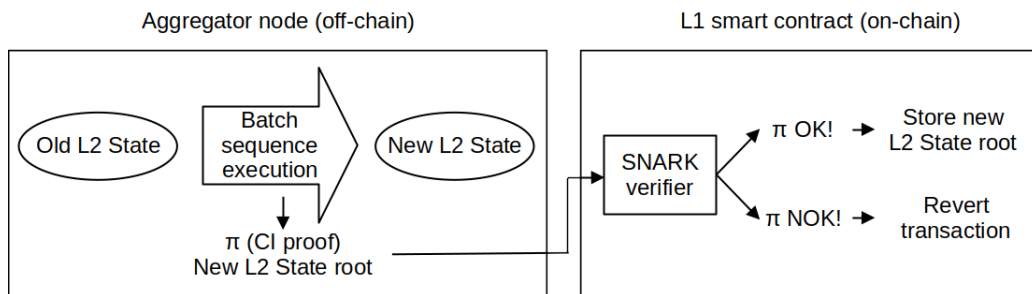 Aggregator node (off-chain)
L1 smart contract (on-chain)
Old L2 State
Batch
sequence
execution
New L2 State
π (CI proof)
New L2 State root
SNARK
verifier
π OK!
Store new
L2 State root
π NOK!
Revert
transaction